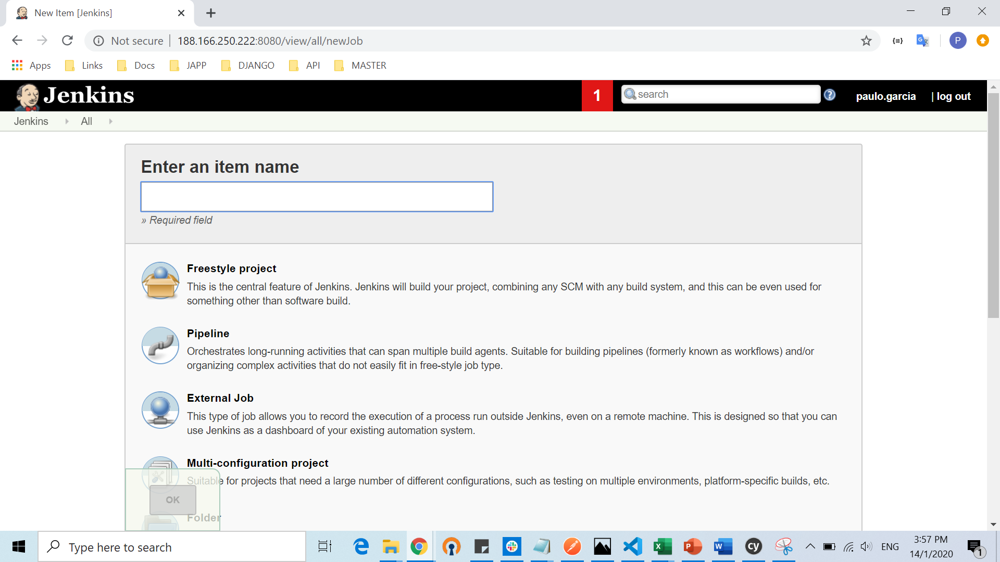 New Item [Jenkins]
Not secure
188.166.250.222:8080/view/all/newJob
P
Apps
Links
Docs
JAPP
DJANGO
API
MASTER
Jenkins
1
search
paulo.garcia
| log out
Jenkins
All
Enter an item name
» Required field
Freestyle project
This is the central feature of Jenkins. Jenkins will build your project, combining any SCM with any build system, and this can be even used for
something other than software build.
Pipeline
Orchestrates long-running activities that can span multiple build agents. Suitable for building pipelines (formerly known as workflows) and/or
organizing complex activities that do not easily fit in free-style job type.
External Job
This type of job allows you to record the execution of a process run outside Jenkins, even on a remote machine. This is designed so that you can
use Jenkins as a dashboard of your existing automation system.
Multi-configuration project
Suitable for projects that need a large number of different configurations, such as testing on multiple environments, platform-specific builds, etc.
OK
Folder
Type here to search
cy
ENG
3:57 PM
14/1/2020
1